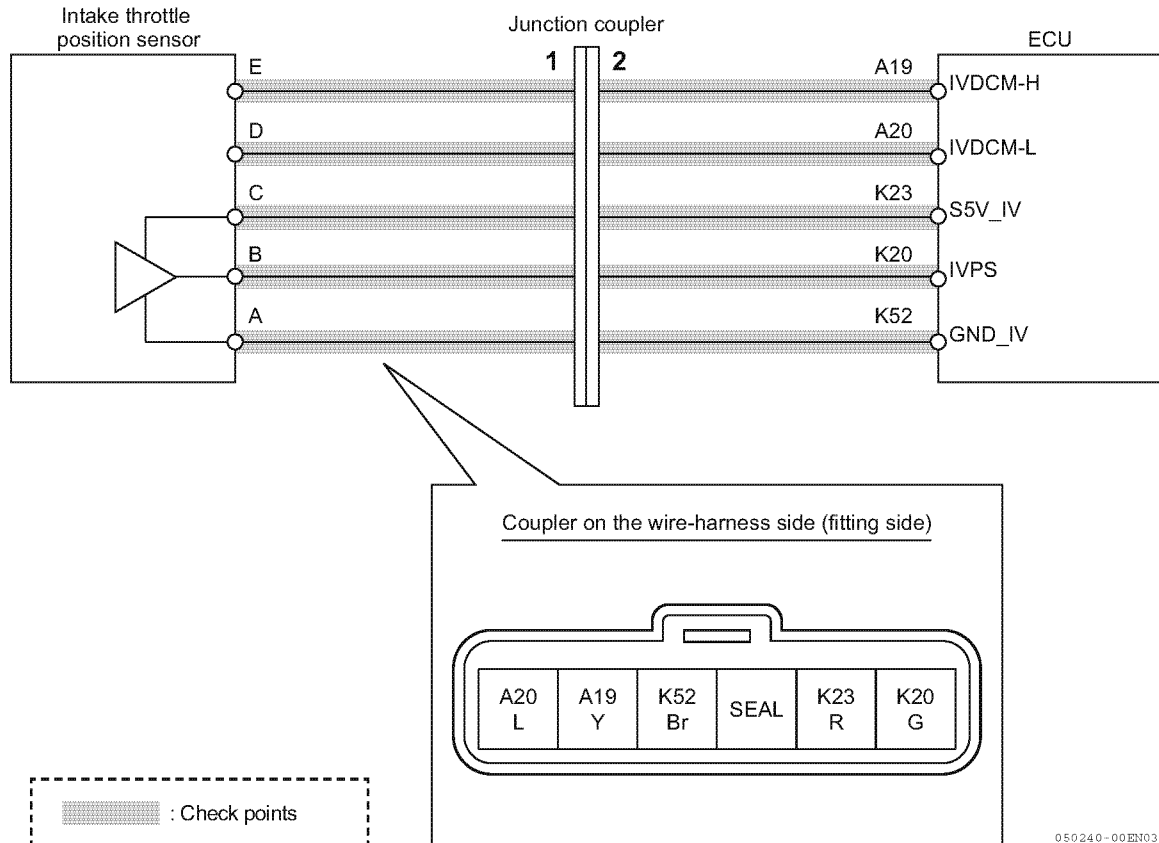 Intake throttle
position sensor
Junction coupler
ECU
1 2
E
A19
IVDCM-H
D
A20
IVDCM-L
C
K23
S5V_IV
B
K20
IVPS
A
K52
GND_IV
Coupler on the wire-harness side (fitting side)
A20 A19 K52 SEAL K23 K20
L Y Br R G
: Check points
050240-00EN03